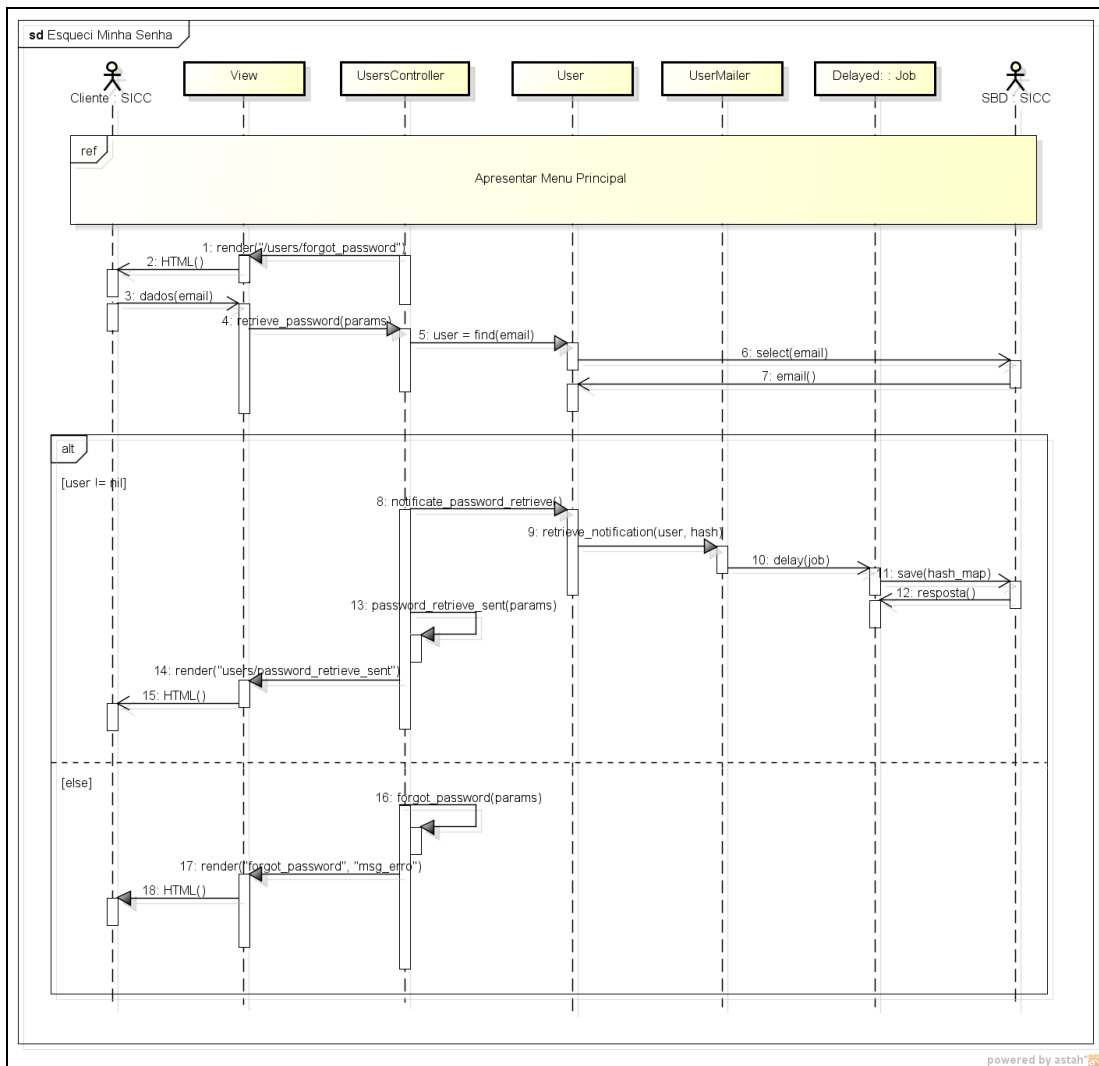 sd Esqueci Minha Senha
View
UsersController
User
UserMailer
Delayed: : Job
Cliente : SICC
SBD : SICC
ref
Apresentar Menu Principal
1: render("/users/forgot_password")
2: HTML()
3: dados(email)
4: retrieve_password(params)
5: user = find(email)
6: select(email)
7: email()
alt
[user != nil]
8: notificate_password_retrieve()
9: retrieve_notification(user, hash)
10: delay(job)
11: save(hash_map)
12: resposta()
13: password_retrieve_sent(params)
14: render("users/password_retrieve_sent")
15: HTML()
[else]
16: forgot_password(params)
17: render("forgot_password", "msg_erro")
18: HTML()
powered by astah*